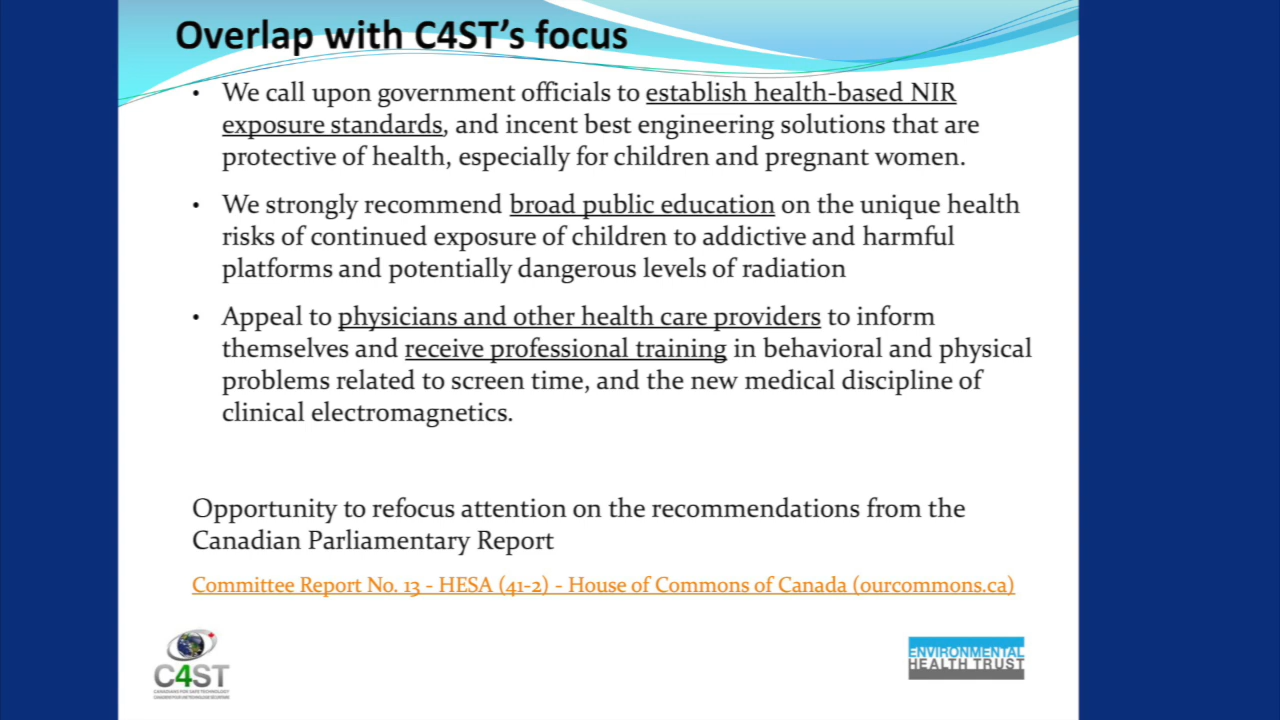 Overlap with C4ST's focus
• We call upon government officials to establish health-based NIR
exposure standards, and incent best engineering solutions that are
protective of health, especially for children and pregnant women.
• We strongly recommend broad public education on the unique health
risks of continued exposure of children to addictive and harmful
platforms and potentially dangerous levels of radiation
• Appeal to physicians and other health care providers to inform
themselves and receive professional training in behavioral and physical
problems related to screen time, and the new medical discipline of
clinical electromagnetics.
Opportunity to refocus attention on the recommendations from the
Canadian Parliamentary Report
Committee Report No. 13 - HESA (41-2) - House of Commons of Canada (ourcommons.ca)
C4ST
CANADIANS FOR SAFE TECHNOLOGY
ENVIRONMENTAL
HEALTH TRUST